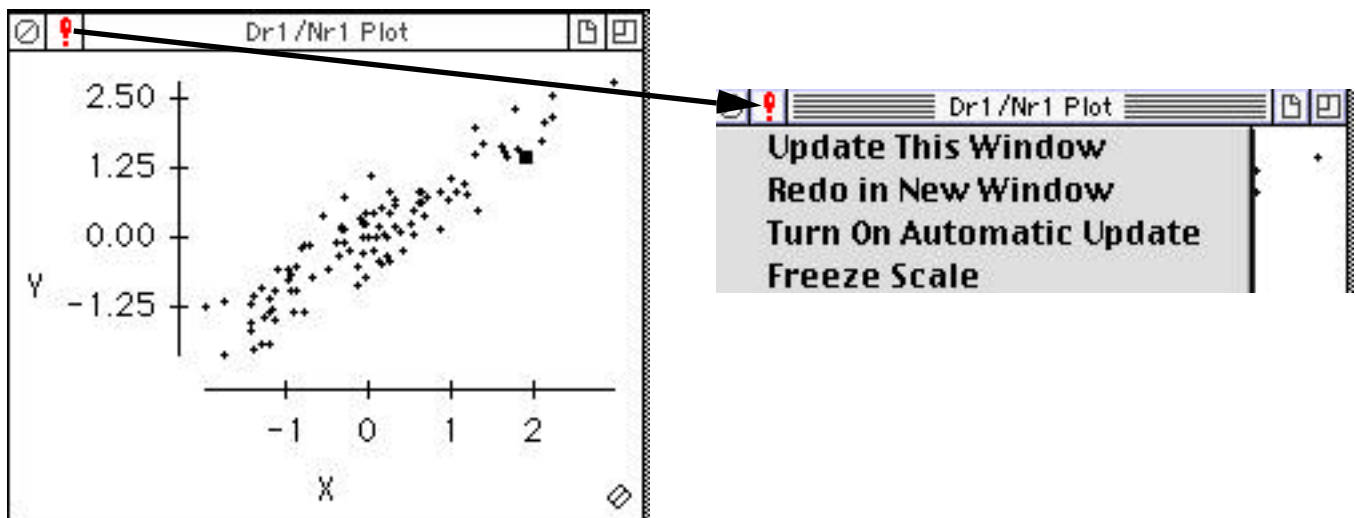 Dr1/Nr1 Plot
2.50
1.25
0.00
Y
-1.25
-1 0 1 2
X
Dr1/Nr1 Plot
Update This Window
Redo in New Window
Turn On Automatic Update
Freeze Scale